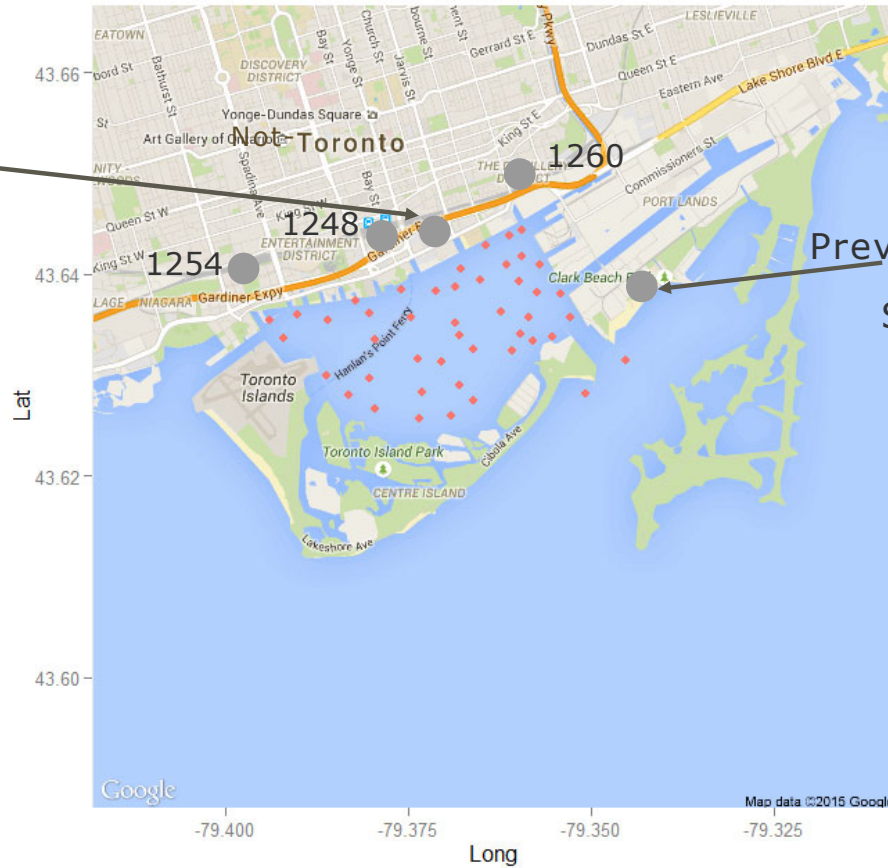 LESLIEVILLE
EATOWN
Gerrard St E
Dundas St E
Bathurst St
DISCOVERY
DISTRICT
Bay St
Yonge St
Church St
Jarvis St
Queen St E
Eastern Ave
Lake Shore Blvd E
43.66
Yonge-Dundas Square
Art Gallery of
Not-Toronto
King St E
Commissioners St
1260
THE
PORT LANDS
Spadina Ave
Queen St W
King St W
Bay St
1248
ENTERTAINMENT
DISTRICT
1254
King St W
Prev
S
43.64
Clark Beach
NIAGARA
Gardiner Expy
Hanlan's Point Ferry
Toronto
Islands
Lat
43.62
Toronto Island Park
Cibola Ave
CENTRE ISLAND
Lakeshore Ave
43.60
Google
Map data ©2015 Google
-79.400
-79.375
-79.350
-79.325
Long